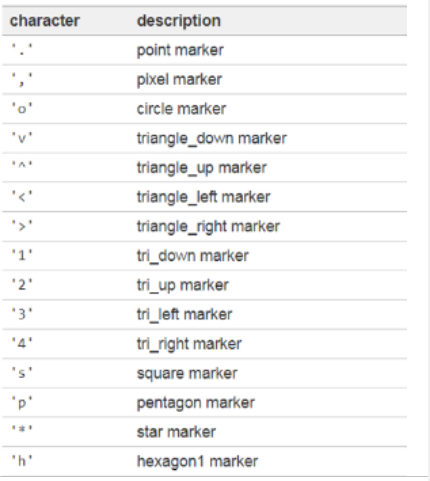 character description
'.' point marker
',' pixel marker
'o' circle marker
'v' triangle_down marker
'^' triangle_up marker
'<' triangle_left marker
'>' triangle_right marker
'1' tri_down marker
'2' tri_up marker
'3' tri_left marker
'4' tri_right marker
's' square marker
'p' pentagon marker
'*' star marker
'h' hexagon1 marker